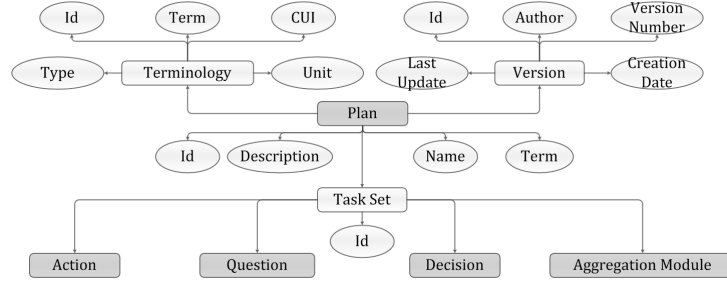 Id
Term
CUI
Id
Author
Version
Number
Type
Terminology
Unit
Last
Update
Version
Creation
Date
Plan
Id
Description
Name
Term
Task Set
Id
Action
Question
Decision
Aggregation Module